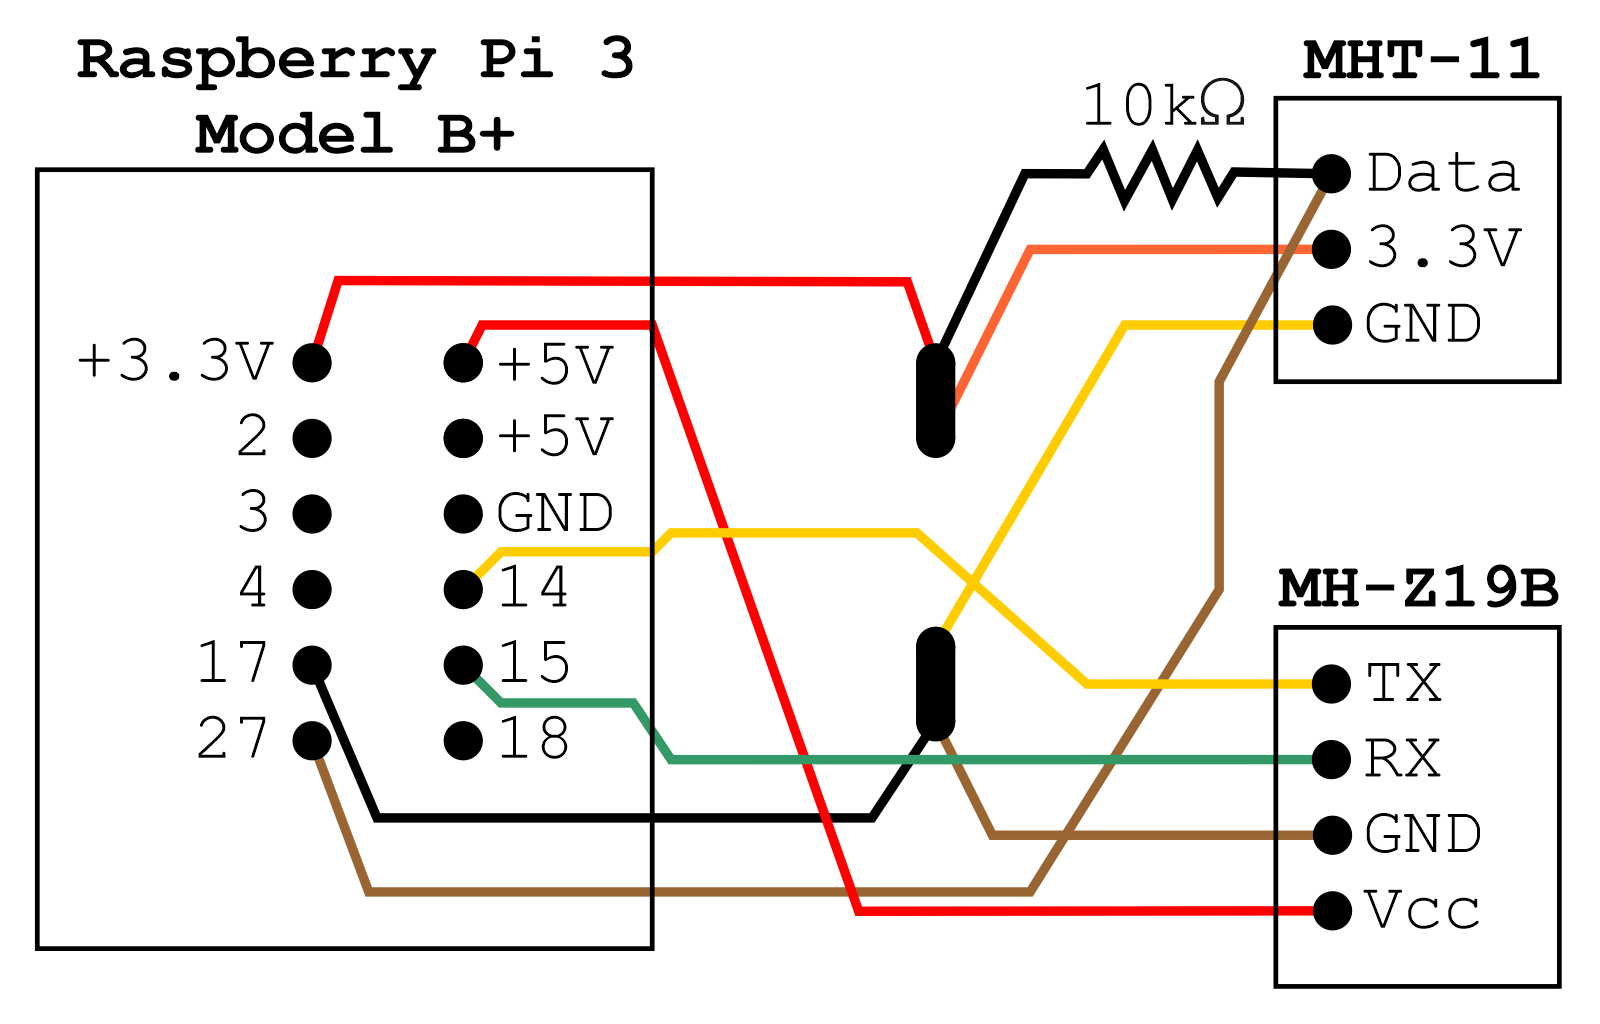 Raspberry Pi 3
Model B+
+3.3V
2
3
4
17
27
+5V
+5V
GND
14
15
18
10kΩ
MHT-11
Data
3.3V
GND
MH-Z19B
TX
RX
GND
Vcc